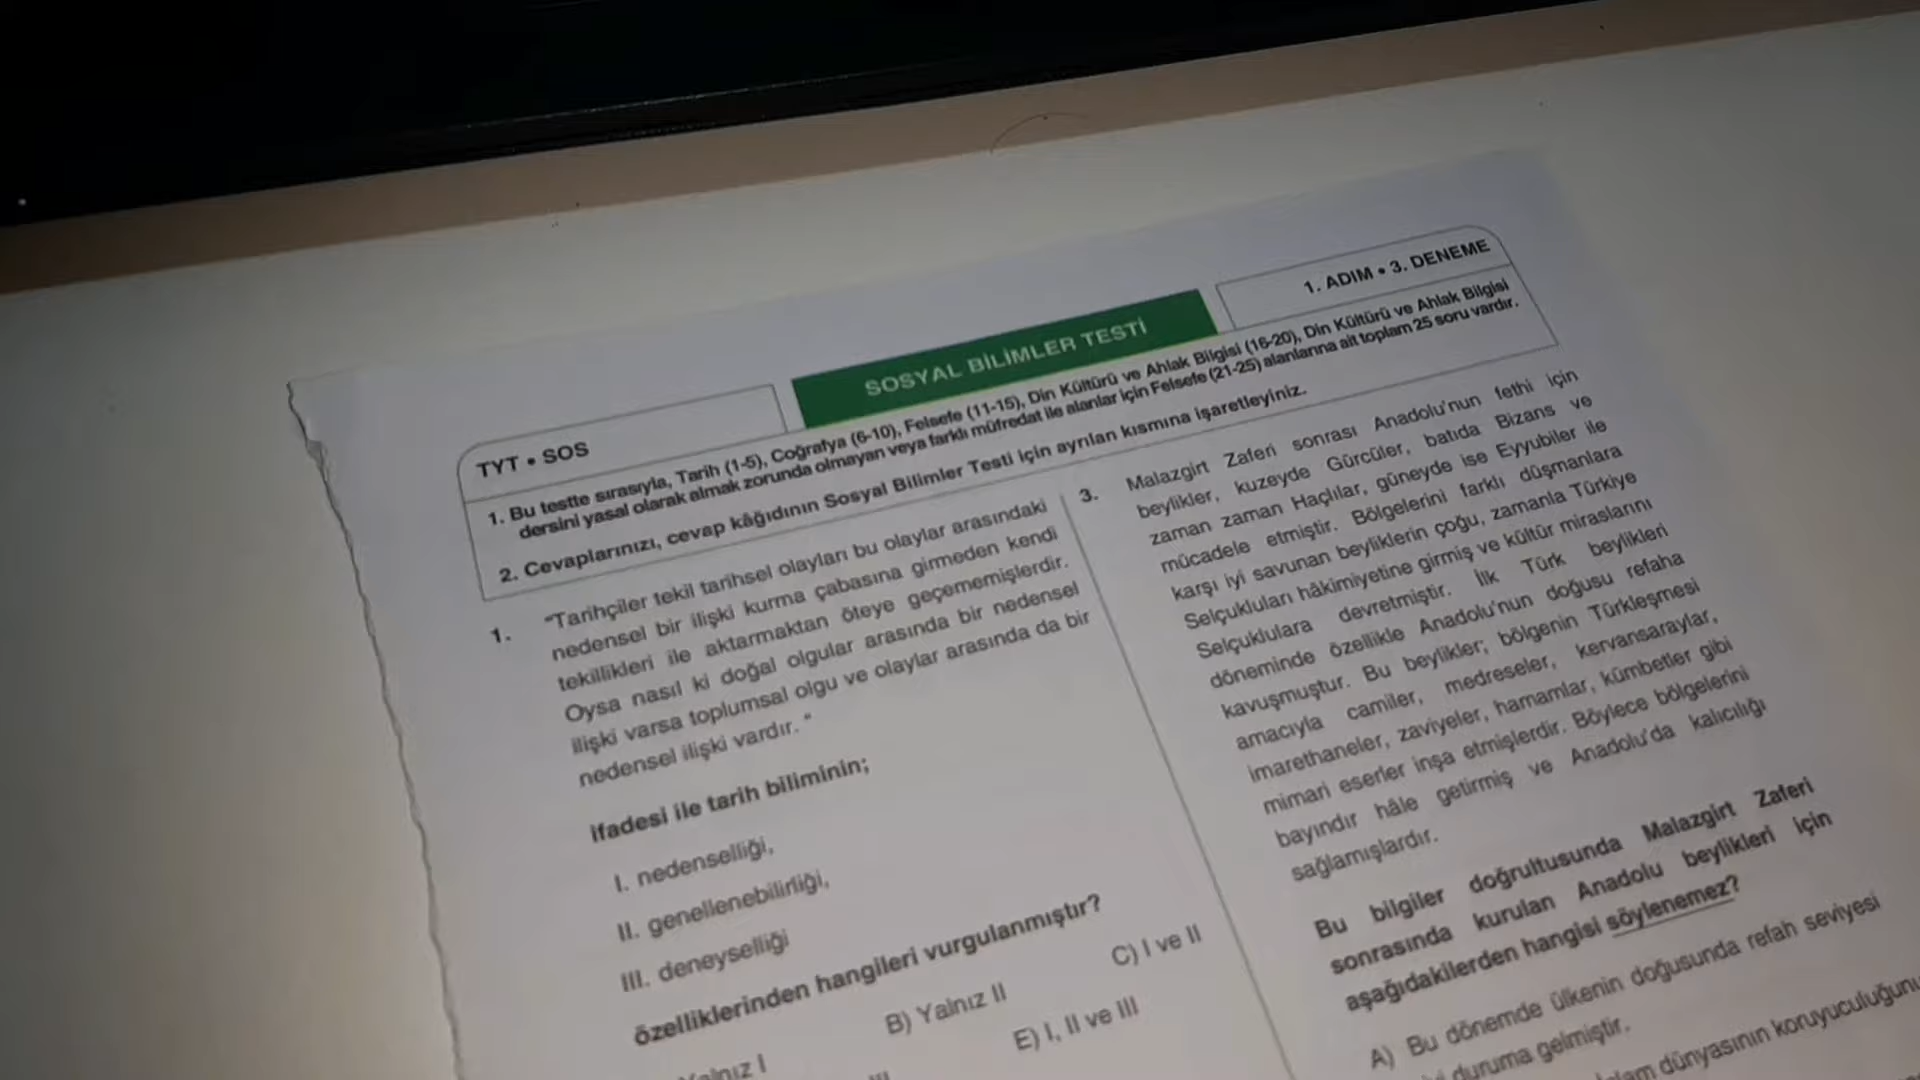 TYT • SOS
SOSYAL BİLİMLER TESTİ
1. ADIM • 3. DENEME
1. Bu testte sırasıyla, Tarih (1-5), Coğrafya (6-10), Felsefe (11-15), Din Kültürü ve Ahlak Bilgisi (16-20), Din Kültürü ve Ahlak Bilgisi
dersini yasal olarak almak zorunda olmayan veya farklı müfredat ile alanlar için Felsefe (21-25) alanlarına ait toplam 25 soru vardır.
2. Cevaplarınızı, cevap kâğıdının Sosyal Bilimler Testi için ayrılan kısmına işaretleyiniz.
1. "Tarihçiler tekil tarihsel olayları bu olaylar arasındaki
nedensel bir ilişki kurma çabasına girmeden kendi
tekillikleri ile aktarmaktan öteye geçememişlerdir.
Oysa nasıl ki doğal olgular arasında bir nedensel
ilişki varsa toplumsal olgu ve olaylar arasında da bir
nedensel ilişki vardır. "
ifadesi ile tarih biliminin;
I. nedenselliği,
II. genellenebilirliği,
III. deneyselliği
özelliklerinden hangileri vurgulanmıştır?
Yalnız I
B) Yalnız II
C) I ve II
E) I, II ve III
3. Malazgirt Zaferi sonrası Anadolu'nun fethi için
beylikler, kuzeyde Gürcüler, batıda Bizans ve
zaman zaman Haçlılar, güneyde ise Eyyubiler ile
mücadele etmiştir. Bölgelerini farklı düşmanlara
karşı iyi savunan beyliklerin çoğu, zamanla Türkiye
Selçukluları hâkimiyetine girmiş ve kültür miraslarını
Selçuklulara devretmiştir. İlk Türk beylikleri
döneminde özellikle Anadolu'nun doğusu refaha
kavuşmuştur. Bu beylikler; bölgenin Türkleşmesi
amacıyla camiler, medreseler, kervansaraylar,
imarethaneler, zaviyeler, hamamlar, kümbetler gibi
mimari eserler inşa etmişlerdir. Böylece bölgelerini
bayındır hâle getirmiş ve Anadolu'da kalıcılığı
sağlamışlardır.
Bu bilgiler doğrultusunda Malazgirt Zaferi
sonrasında kurulan Anadolu beylikleri için
aşağıdakilerden hangisi söylenemez?
A) Bu dönemde ülkenin doğusunda refah seviyesi
duruma gelmiştir.
dünyasının koruyuculuğunu